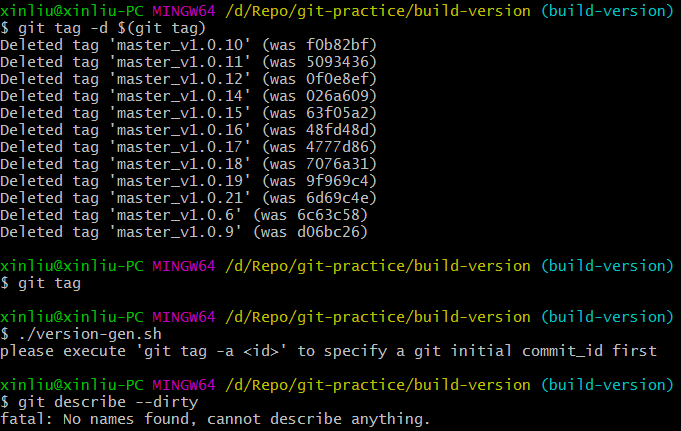 xinliu@xinliu-PC MINGW64 /d/Repo/git-practice/build-version (build-version)
$ git tag -d $(git tag)
Deleted tag 'master_v1.0.10' (was f0b82bf)
Deleted tag 'master_v1.0.11' (was 5093436)
Deleted tag 'master_v1.0.12' (was 0f0e8ef)
Deleted tag 'master_v1.0.14' (was 026a609)
Deleted tag 'master_v1.0.15' (was 63f05a2)
Deleted tag 'master_v1.0.16' (was 48fd48d)
Deleted tag 'master_v1.0.17' (was 4777d86)
Deleted tag 'master_v1.0.18' (was 7076a31)
Deleted tag 'master_v1.0.19' (was 9f969c4)
Deleted tag 'master_v1.0.21' (was 6d69c4e)
Deleted tag 'master_v1.0.6' (was 6c63c58)
Deleted tag 'master_v1.0.9' (was d06bc26)
xinliu@xinliu-PC MINGW64 /d/Repo/git-practice/build-version (build-version)
$ git tag
xinliu@xinliu-PC MINGW64 /d/Repo/git-practice/build-version (build-version)
$ ./version-gen.sh
please execute 'git tag -a <id>' to specify a git initial commit_id first
xinliu@xinliu-PC MINGW64 /d/Repo/git-practice/build-version (build-version)
$ git describe --dirty
fatal: No names found, cannot describe anything.